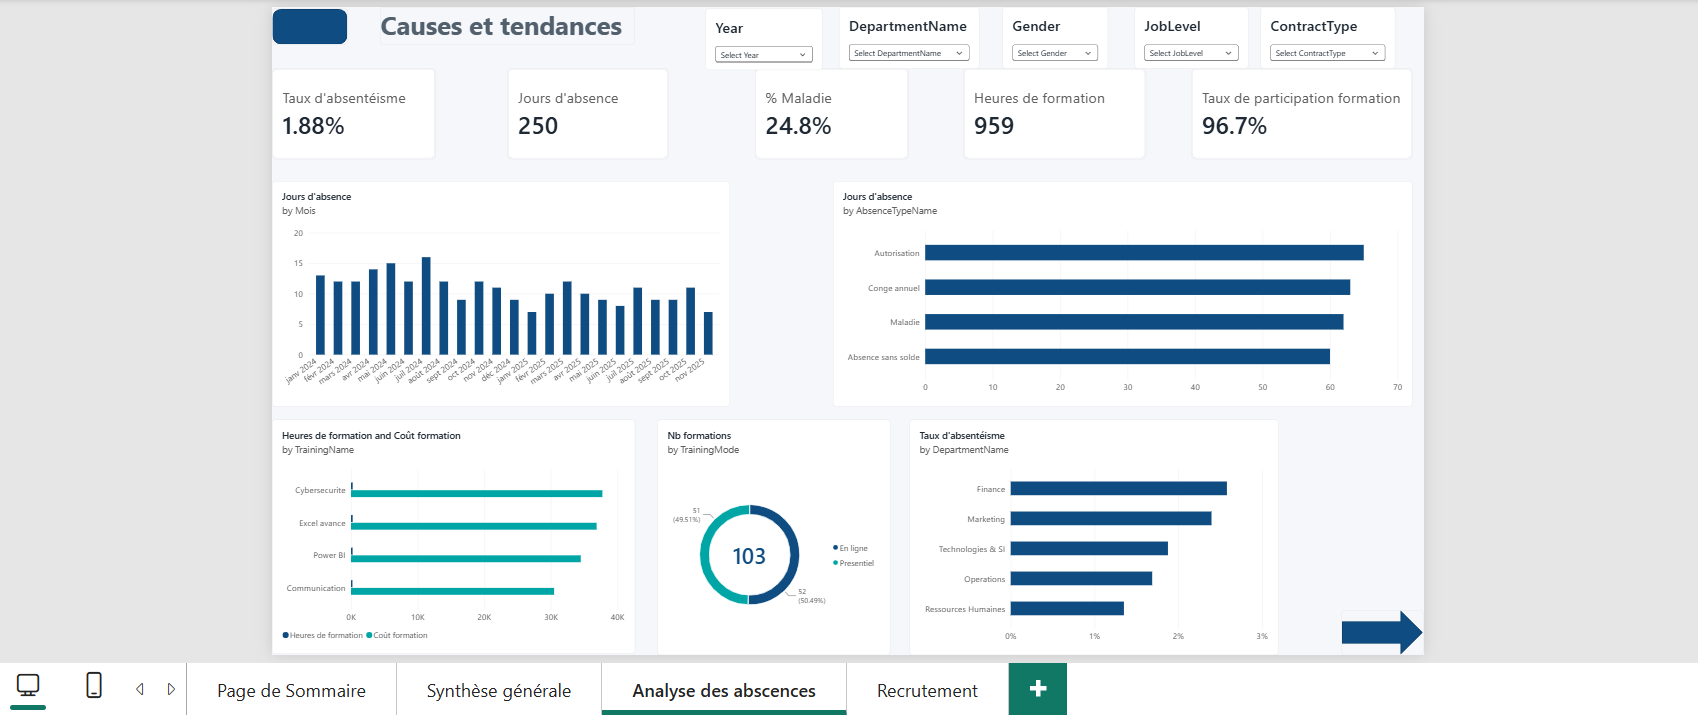 Causes et tendances
Year
Select Year
DepartmentName
Select DepartmentName
Gender
Select Gender
JobLevel
Select JobLevel
ContractType
Select ContractType
Taux d'absentéisme
1.88%
Jours d'absence
250
% Maladie
24.8%
Heures de formation
959
Taux de participation formation
96.7%
Jours d'absence
by Mois
20
15
10
5
0
janv 2024
févr 2024
mars 2024
avr 2024
mai 2024
juin 2024
juil 2024
août 2024
sept 2024
oct 2024
nov 2024
déc 2024
janv 2025
févr 2025
mars 2025
avr 2025
mai 2025
juin 2025
juil 2025
août 2025
sept 2025
oct 2025
nov 2025
Jours d'absence
by AbsenceTypeName
Autorisation
Conge annuel
Maladie
Absence sans solde
0 10 20 30 40 50 60 70
Heures de formation and Coût formation
by TrainingName
Cybersecurite
Excel avance
Power BI
Communication
0K 10K 20K 30K 40K
Heures de formation Coût formation
Nb formations
by TrainingMode
51
(49.51%)
103
52
(50.49%)
En ligne
Presentiel
Taux d'absentéisme
by DepartmentName
Finance
Marketing
Technologies & SI
Operations
Ressources Humaines
0% 1% 2% 3%
Page de Sommaire
Synthèse générale
Analyse des abscences
Recrutement